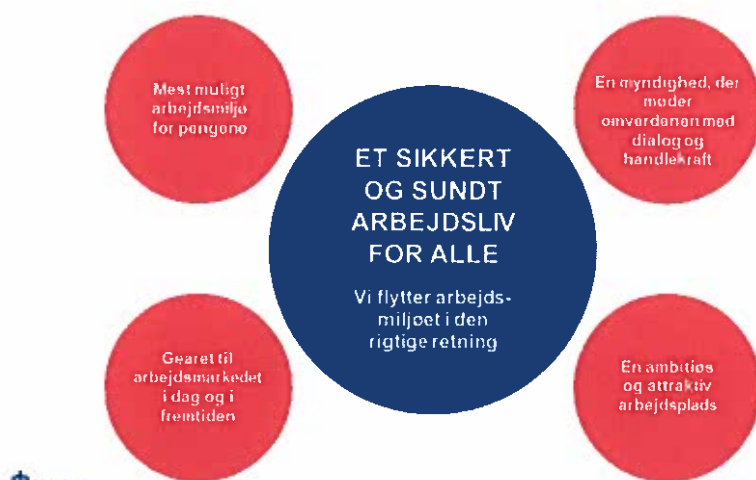 Mest muligt
arbejdsmiljø
for pengene
En myndighed, der
møder
omverdenen med
dialog og
handlekraft
ET SIKKERT
OG SUNDT
ARBEJDSLIV
FOR ALLE
Vi flytter arbejds-
miljøet i den
rigtige retning
Gearet til
arbejdsmarkedet
i dag og i
fremtiden
En ambitiøs
og attraktiv
arbejdsplads